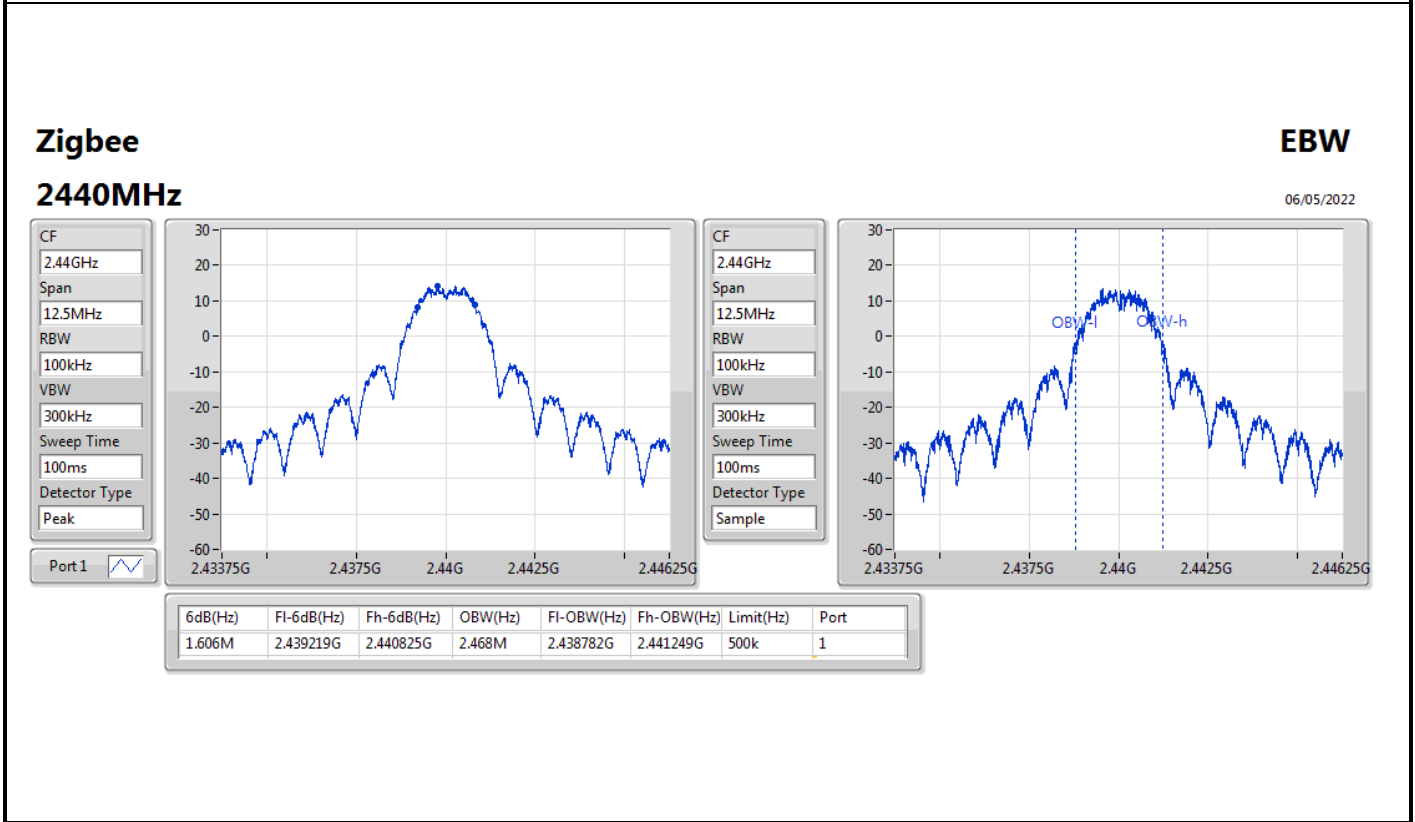 Zigbee
EBW
2440MHz
06/05/2022
CF
2.44GHz
Span
12.5MHz
RBW
100kHz
VBW
300kHz
Sweep Time
100ms
Detector Type
Peak
Port 1
30
20
10
0
-10
-20
-30
-40
-50
-60
2.43375G 2.4375G 2.44G 2.4425G 2.44625G
CF
2.44GHz
Span
12.5MHz
RBW
100kHz
VBW
300kHz
Sweep Time
100ms
Detector Type
Sample
30
20
10
0
-10
-20
-30
-40
-50
-60
OBW-l OBW-h
2.43375G 2.4375G 2.44G 2.4425G 2.44625G
6dB(Hz) Fl-6dB(Hz) Fh-6dB(Hz) OBW(Hz) Fl-OBW(Hz) Fh-OBW(Hz) Limit(Hz) Port
1.606M 2.439219G 2.440825G 2.468M 2.438782G 2.441249G 500k 1